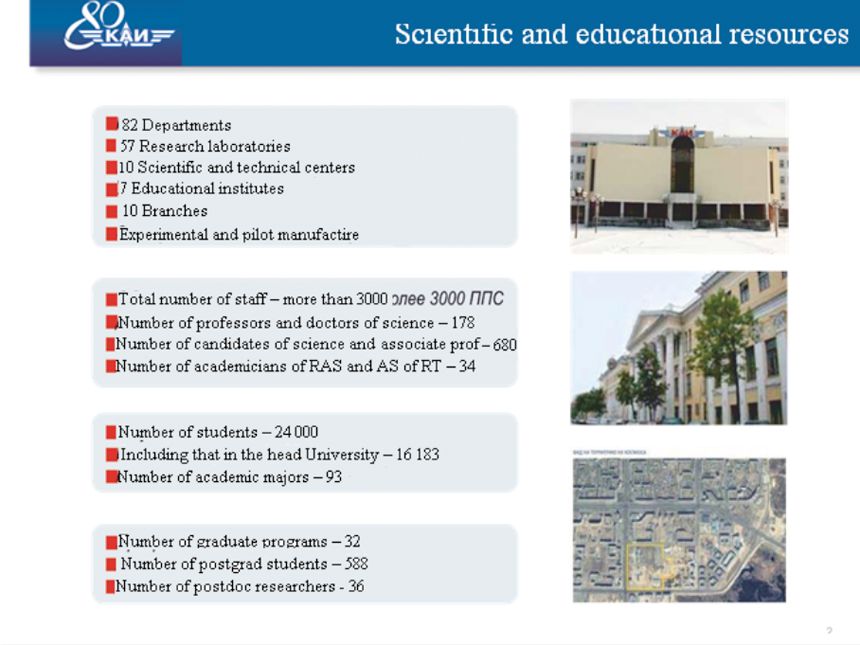 80
КАИ
Scientific and educational resources
82 Departments
57 Research laboratories
10 Scientific and technical centers
7 Educational institutes
10 Branches
Experimental and pilot manufactire
КАИ
Total number of staff – more than 3000 олее 3000 ППС
Number of professors and doctors of science – 178
Number of candidates of science and associate prof – 680
Number of academicians of RAS and AS of RT – 34
Number of students – 24 000
Including that in the head University – 16 183
Number of academic majors – 93
ВИД НА ТЕРРИТОРИЮ ИЗ КОСМОСА
Number of graduate programs – 32
Number of postgrad students – 588
Number of postdoc researchers - 36
2